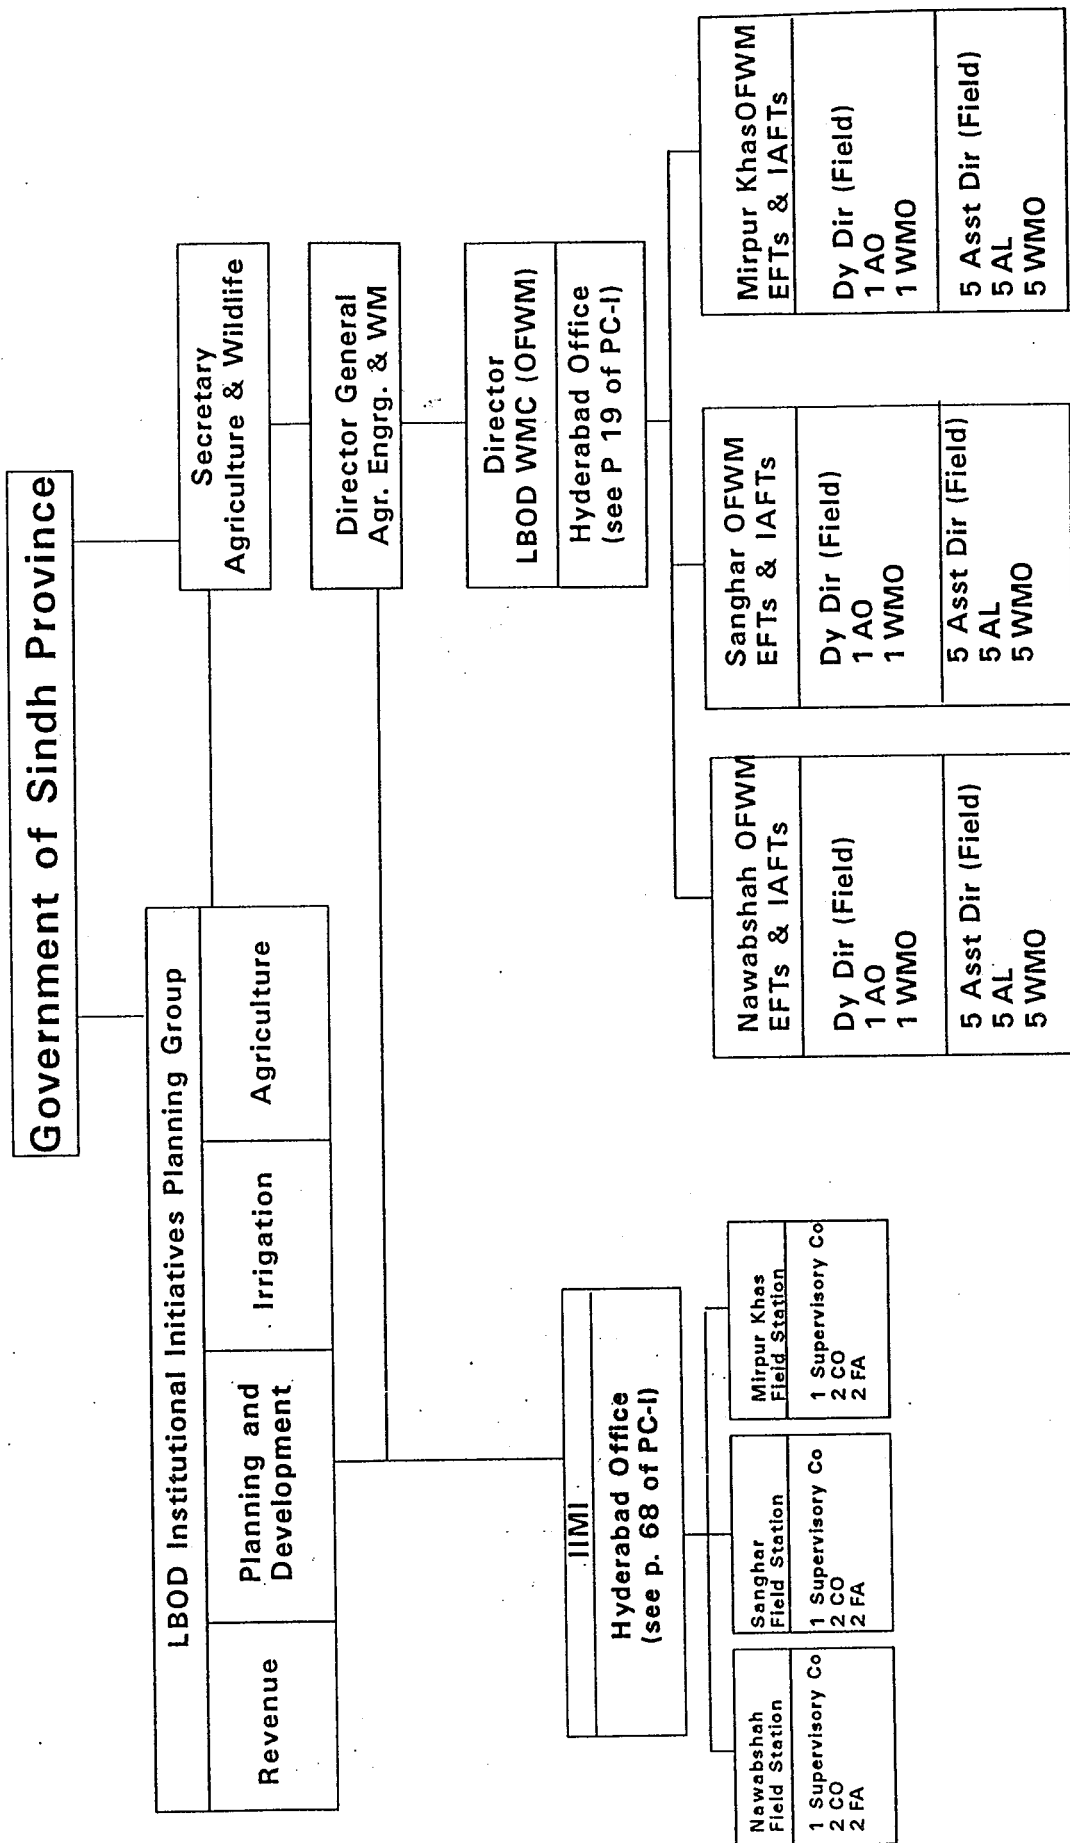 Government of Sindh Province
LBOD Institutional Initiatives Planning Group
Revenue
Planning and
Development
Irrigation
Agriculture
Secretary
Agriculture & Wildlife
Director General
Agr. Engrg. & WM
Director
LBOD WMC (OFWM)
Hyderabad Office
(see P 19 of PC-I)
IIMI
Hyderabad Office
(see p. 68 of PC-I)
Nawabshah
Field Station
1 Supervisory Co
2 CO
2 FA
Sanghar
Field Station
1 Supervisory Co
2 CO
2 FA
Mirpur Khas
Field Station
1 Supervisory Co
2 CO
2 FA
Nawabshah OFWM
EFTs & IAFTs
Dy Dir (Field)
1 AO
1 WMO
5 Asst Dir (Field)
5 AL
5 WMO
Sanghar OFWM
EFTs & IAFTs
Dy Dir (Field)
1 AO
1 WMO
5 Asst Dir (Field)
5 AL
5 WMO
Mirpur KhasOFWM
EFTs & IAFTs
Dy Dir (Field)
1 AO
1 WMO
5 Asst Dir (Field)
5 AL
5 WMO